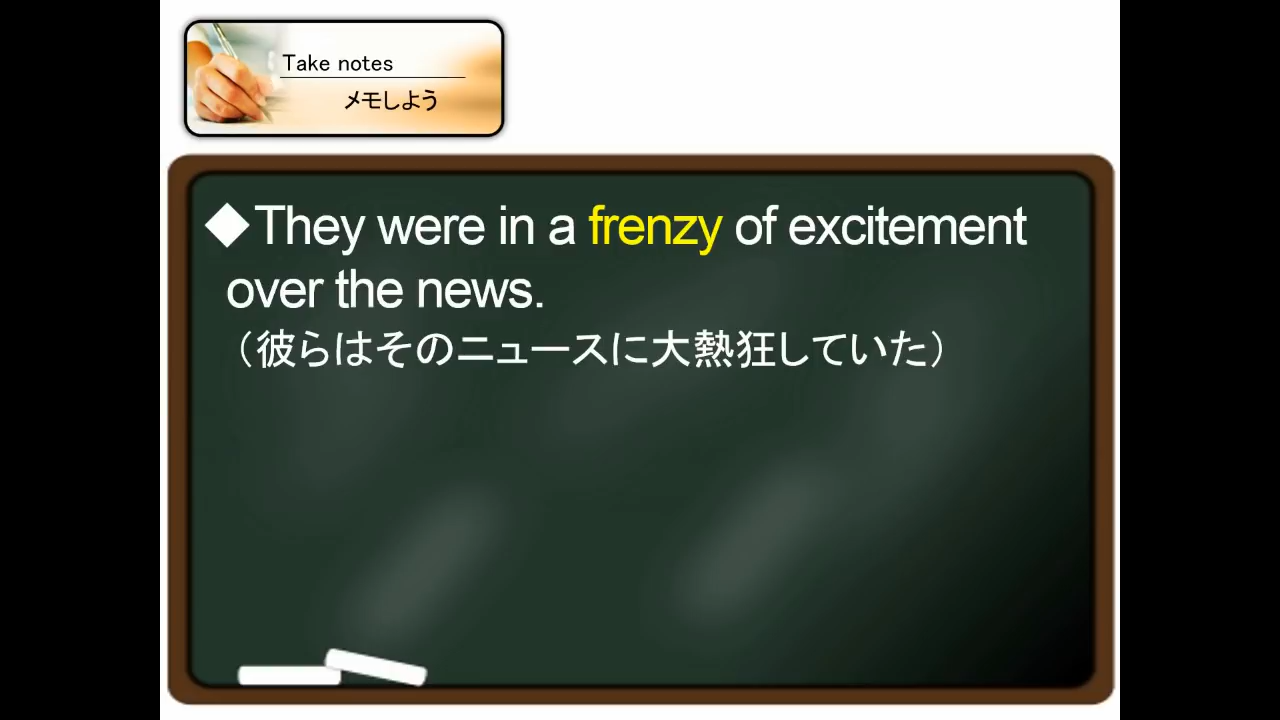 Take notes
メモしよう
◆They were in a frenzy of excitement
over the news.
（彼らはそのニュースに大熱狂していた）